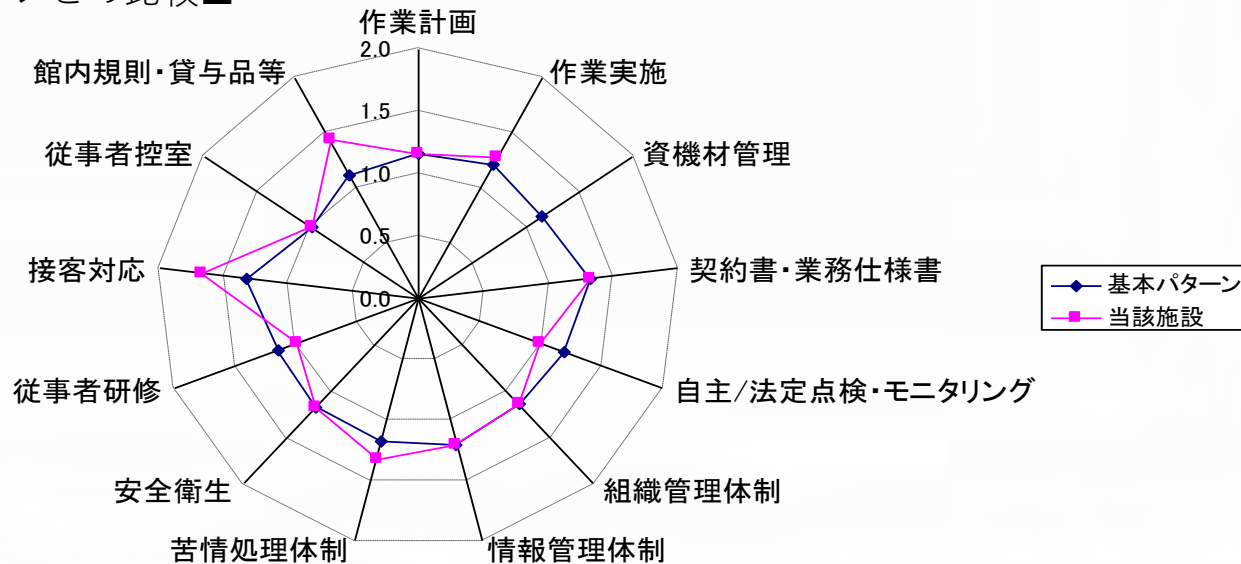 作業計画
作業実施
資機材管理
契約書・業務仕様書
自主/法定点検・モニタリング
組織管理体制
情報管理体制
苦情処理体制
安全衛生
従事者研修
接客対応
従事者控室
館内規則・貸与品等
2.0
1.5
1.0
0.5
0.0
基本パターン
当該施設